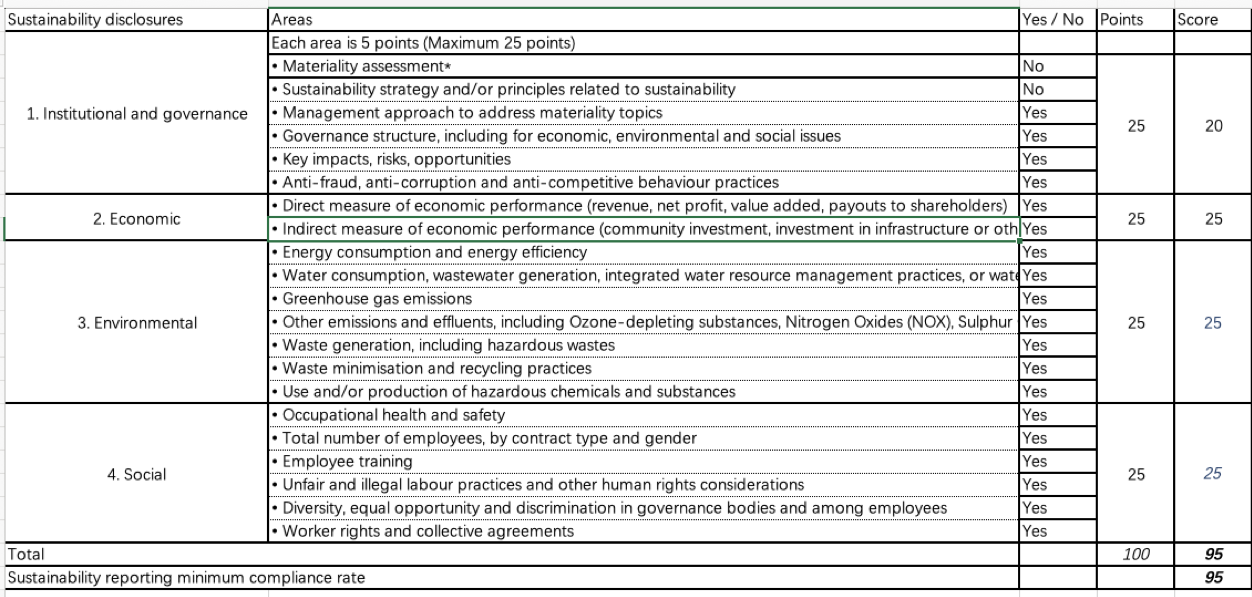 Sustainability disclosures Areas Yes / No Points Score
Each area is 5 points (Maximum 25 points)
1. Institutional and governance
• Materiality assessment* No
• Sustainability strategy and/or principles related to sustainability No
• Management approach to address materiality topics Yes
• Governance structure, including for economic, environmental and social issues Yes
• Key impacts, risks, opportunities Yes
• Anti-fraud, anti-corruption and anti-competitive behaviour practices Yes
25 20
2. Economic
• Direct measure of economic performance (revenue, net profit, value added, payouts to shareholders) Yes
• Indirect measure of economic performance (community investment, investment in infrastructure or oth Yes
25 25
3. Environmental
• Energy consumption and energy efficiency Yes
• Water consumption, wastewater generation, integrated water resource management practices, or wate Yes
• Greenhouse gas emissions Yes
• Other emissions and effluents, including Ozone-depleting substances, Nitrogen Oxides (NOX), Sulphur Yes
• Waste generation, including hazardous wastes Yes
• Waste minimisation and recycling practices Yes
• Use and/or production of hazardous chemicals and substances Yes
25 25
4. Social
• Occupational health and safety Yes
• Total number of employees, by contract type and gender Yes
• Employee training Yes
• Unfair and illegal labour practices and other human rights considerations Yes
• Diversity, equal opportunity and discrimination in governance bodies and among employees Yes
• Worker rights and collective agreements Yes
25 25
Total 100 95
Sustainability reporting minimum compliance rate 95